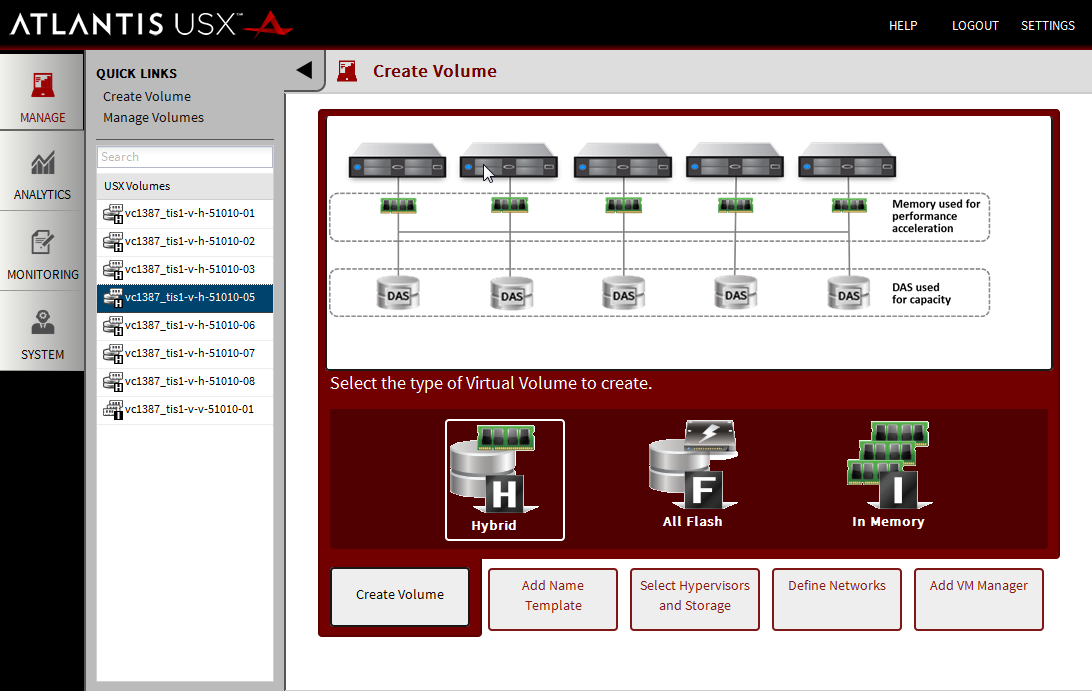 ATLANTIS USX™
HELP
LOGOUT
SETTINGS
MANAGE
ANALYTICS
MONITORING
SYSTEM
QUICK LINKS
Create Volume
Manage Volumes
Search
USX Volumes
vc1387_tis1-v-h-51010-01
vc1387_tis1-v-h-51010-02
vc1387_tis1-v-h-51010-03
vc1387_tis1-v-h-51010-05
vc1387_tis1-v-h-51010-06
vc1387_tis1-v-h-51010-07
vc1387_tis1-v-h-51010-08
vc1387_tis1-v-v-51010-01
Create Volume
Memory used for
performance
acceleration
DAS
DAS
DAS
DAS
DAS
DAS used
for capacity
Select the type of Virtual Volume to create.
H
Hybrid
F
All Flash
I
In Memory
Create Volume
Add Name
Template
Select Hypervisors
and Storage
Define Networks
Add VM Manager